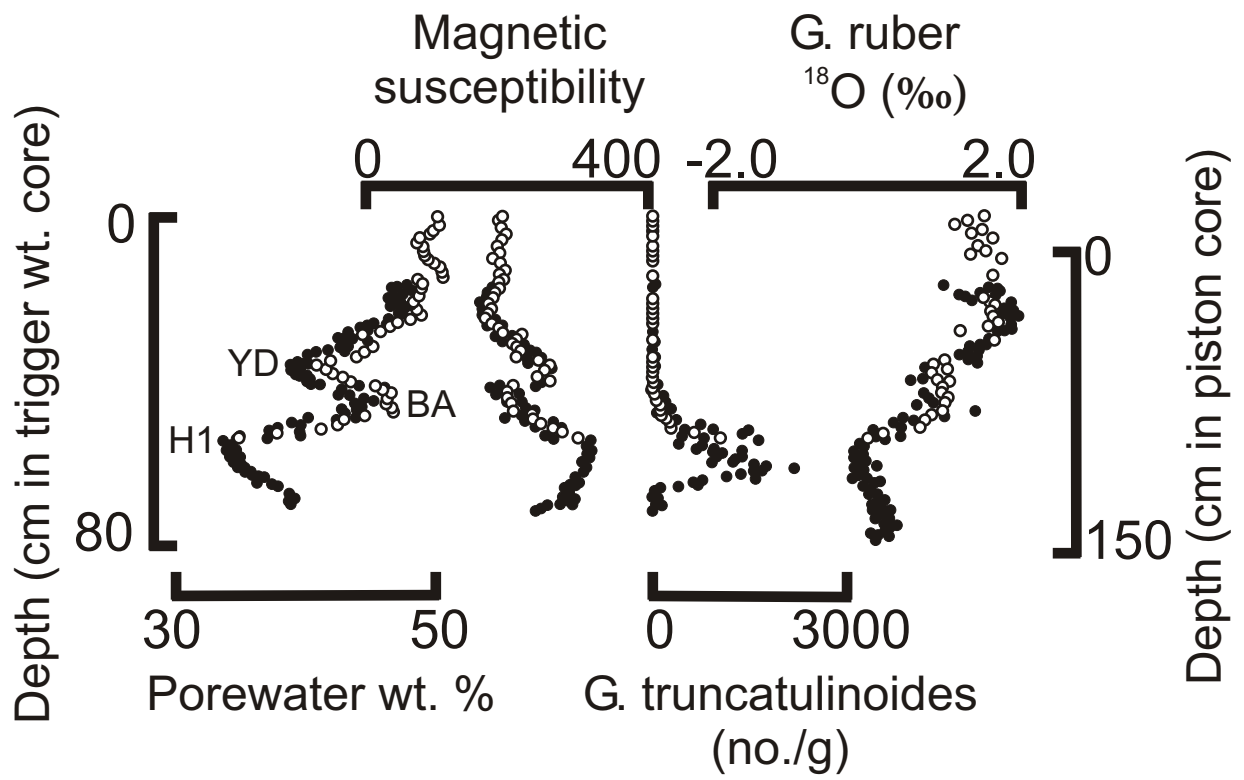 Magnetic
susceptibility
G. ruber
¹⁸O (‰)
0
400
-2.0
2.0
Depth (cm in trigger wt. core)
0
80
YD
BA
H1
0
150
Depth (cm in piston core)
30
50
Porewater wt. %
0
3000
G. truncatulinoides
(no./g)